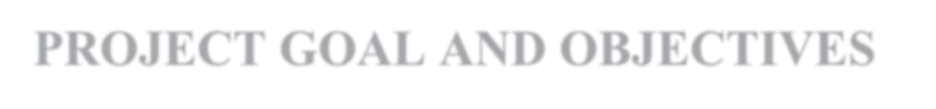 PROJECT GOAL AND OBJECTIVES